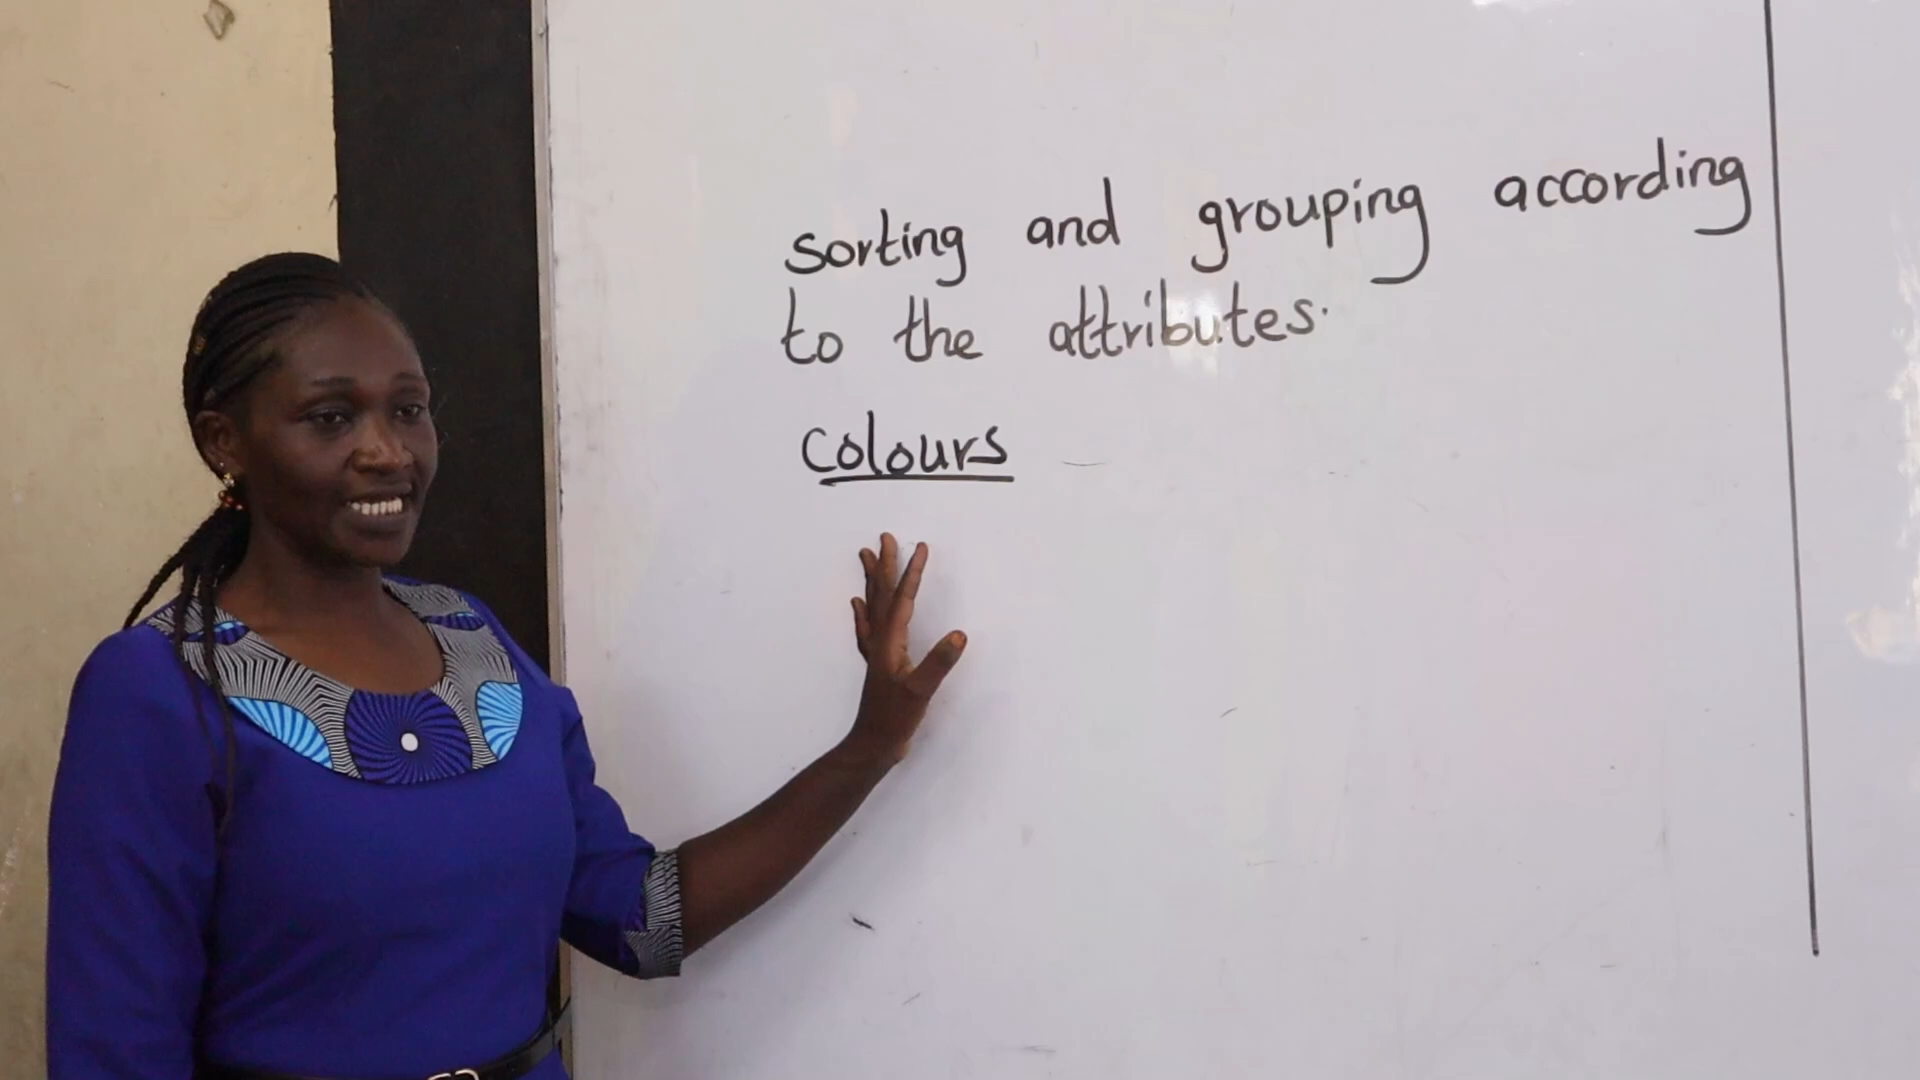 sorting and grouping according
to the attributes.
Colours